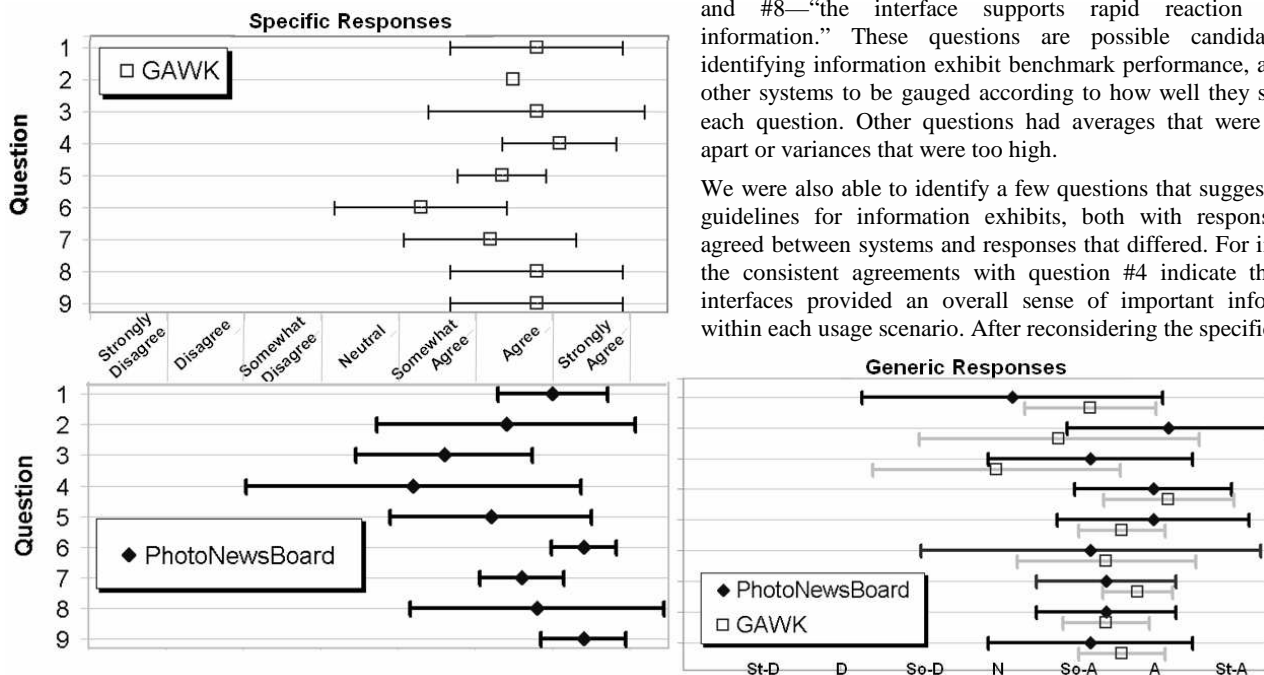 Specific Responses
Question
1
2
3
4
5
6
7
8
9
GAWK
Strongly Disagree
Disagree
Somewhat Disagree
Neutral
Somewhat Agree
Agree
Strongly Agree
Question
1
2
3
4
5
6
7
8
9
PhotoNewsBoard
and #8—“the interface supports rapid reaction
information.” These questions are possible
identifying information exhibit benchmark performance,
other systems to be gauged according to how well they
each question. Other questions had averages that were
apart or variances that were too high.
We were also able to identify a few questions that
guidelines for information exhibits, both with
agreed between systems and responses that differed. For
the consistent agreements with question #4 indicate
interfaces provided an overall sense of important
within each usage scenario. After reconsidering the
Generic Responses
PhotoNewsBoard
GAWK
St-D
D
So-D
N
So-A
A
St-A